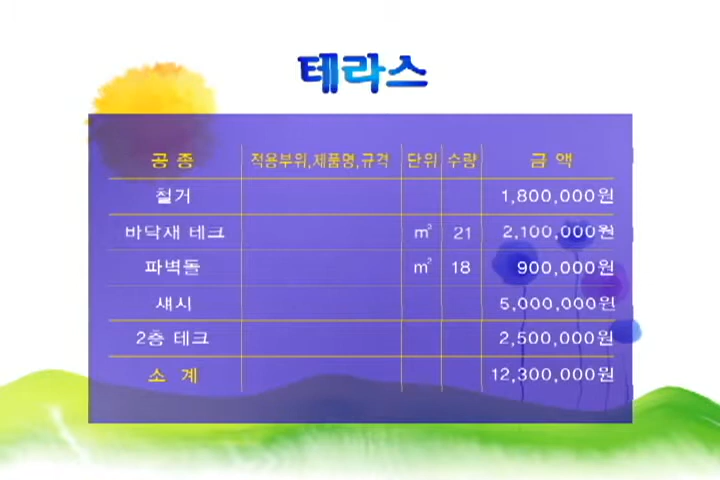 테라스
공 종 적용부위,제품명,규격 단위 수량 금 액
철거 1,800,000원
바닥재 테크 ㎡ 21 2,100,000원
파벽돌 ㎡ 18 900,000원
섀시 5,000,000원
2층 테크 2,500,000원
소 계 12,300,000원